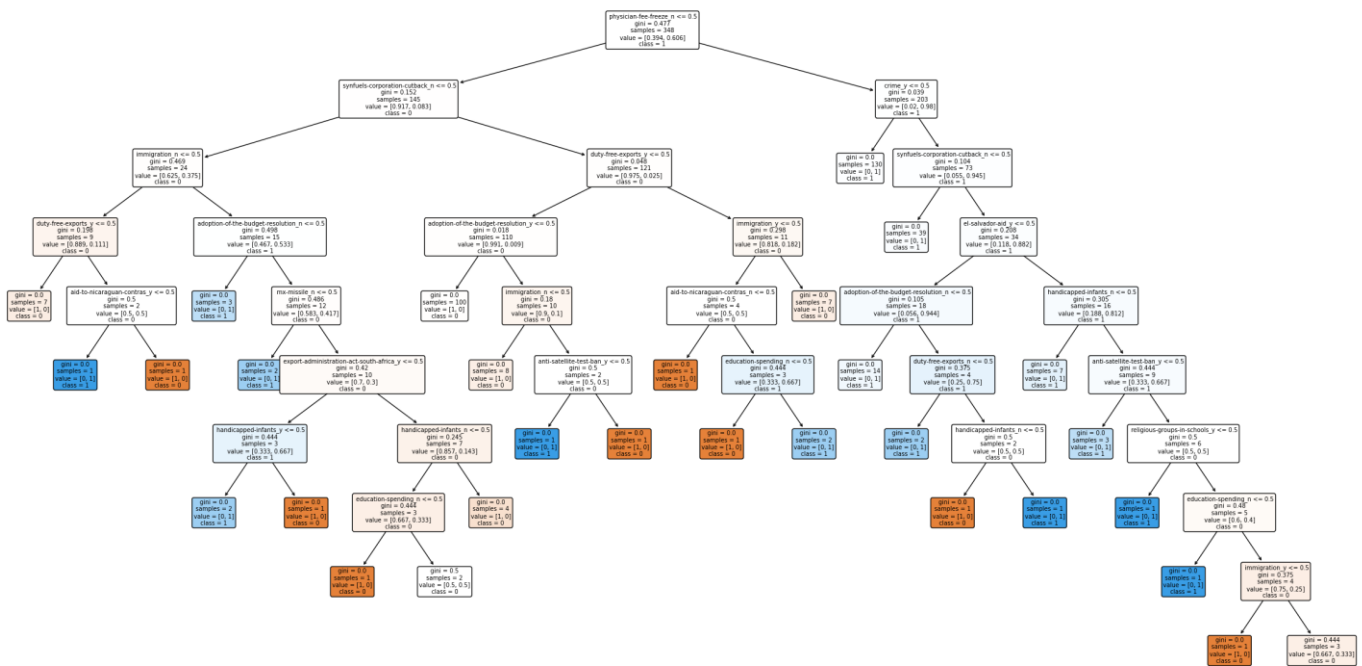 physician-fee-freeze_n <= 0.5
gini = 0.477
samples = 348
value = [0.394, 0.606]
class = 1
synfuels-corporation-cutback_n <= 0.5
gini = 0.152
samples = 145
value = [0.917, 0.083]
class = 0
crime_y <= 0.5
gini = 0.039
samples = 203
value = [0.02, 0.98]
class = 1
immigration_n <= 0.5
gini = 0.469
samples = 24
value = [0.625, 0.375]
class = 0
duty-free-exports_y <= 0.5
gini = 0.048
samples = 121
value = [0.975, 0.025]
class = 0
gini = 0.0
samples = 130
value = [0, 1]
class = 1
synfuels-corporation-cutback_n <= 0.5
gini = 0.104
samples = 73
value = [0.055, 0.945]
class = 1
duty-free-exports_y <= 0.5
gini = 0.198
samples = 9
value = [0.889, 0.111]
class = 0
adoption-of-the-budget-resolution_n <= 0.5
gini = 0.498
samples = 15
value = [0.467, 0.533]
class = 1
adoption-of-the-budget-resolution_y <= 0.5
gini = 0.018
samples = 110
value = [0.991, 0.009]
class = 0
immigration_y <= 0.5
gini = 0.298
samples = 11
value = [0.818, 0.182]
class = 0
gini = 0.0
samples = 39
value = [0, 1]
class = 1
el-salvador-aid_y <= 0.5
gini = 0.208
samples = 34
value = [0.118, 0.882]
class = 1
gini = 0.0
samples = 7
value = [1, 0]
class = 0
aid-to-nicaraguan-contras_y <= 0.5
gini = 0.5
samples = 2
value = [0.5, 0.5]
class = 0
gini = 0.0
samples = 3
value = [0, 1]
class = 1
mx-missile_n <= 0.5
gini = 0.486
samples = 12
value = [0.583, 0.417]
class = 0
gini = 0.0
samples = 100
value = [1, 0]
class = 0
immigration_n <= 0.5
gini = 0.18
samples = 10
value = [0.9, 0.1]
class = 0
aid-to-nicaraguan-contras_n <= 0.5
gini = 0.5
samples = 4
value = [0.5, 0.5]
class = 0
gini = 0.0
samples = 7
value = [1, 0]
class = 0
adoption-of-the-budget-resolution_n <= 0.5
gini = 0.105
samples = 18
value = [0.056, 0.944]
class = 1
handicapped-infants_n <= 0.5
gini = 0.305
samples = 16
value = [0.188, 0.812]
class = 1
gini = 0.0
samples = 1
value = [0, 1]
class = 1
gini = 0.0
samples = 1
value = [1, 0]
class = 0
gini = 0.0
samples = 2
value = [0, 1]
class = 1
export-administration-act-south-africa_y <= 0.5
gini = 0.42
samples = 10
value = [0.7, 0.3]
class = 0
gini = 0.0
samples = 8
value = [1, 0]
class = 0
anti-satellite-test-ban_y <= 0.5
gini = 0.5
samples = 2
value = [0.5, 0.5]
class = 0
gini = 0.0
samples = 1
value = [1, 0]
class = 0
education-spending_n <= 0.5
gini = 0.444
samples = 3
value = [0.333, 0.667]
class = 1
gini = 0.0
samples = 14
value = [0, 1]
class = 1
duty-free-exports_n <= 0.5
gini = 0.375
samples = 4
value = [0.25, 0.75]
class = 1
gini = 0.0
samples = 7
value = [0, 1]
class = 1
anti-satellite-test-ban_y <= 0.5
gini = 0.444
samples = 9
value = [0.333, 0.667]
class = 1
handicapped-infants_y <= 0.5
gini = 0.444
samples = 3
value = [0.333, 0.667]
class = 1
handicapped-infants_n <= 0.5
gini = 0.245
samples = 7
value = [0.857, 0.143]
class = 0
gini = 0.0
samples = 1
value = [0, 1]
class = 1
gini = 0.0
samples = 1
value = [1, 0]
class = 0
gini = 0.0
samples = 1
value = [1, 0]
class = 0
gini = 0.0
samples = 2
value = [0, 1]
class = 1
gini = 0.0
samples = 2
value = [0, 1]
class = 1
handicapped-infants_n <= 0.5
gini = 0.5
samples = 2
value = [0.5, 0.5]
class = 0
gini = 0.0
samples = 3
value = [0, 1]
class = 1
religious-groups-in-schools_y <= 0.5
gini = 0.5
samples = 6
value = [0.5, 0.5]
class = 0
gini = 0.0
samples = 2
value = [0, 1]
class = 1
gini = 0.0
samples = 1
value = [1, 0]
class = 0
education-spending_n <= 0.5
gini = 0.444
samples = 3
value = [0.667, 0.333]
class = 0
gini = 0.0
samples = 4
value = [1, 0]
class = 0
gini = 0.0
samples = 1
value = [1, 0]
class = 0
gini = 0.0
samples = 1
value = [0, 1]
class = 1
gini = 0.0
samples = 1
value = [0, 1]
class = 1
education-spending_n <= 0.5
gini = 0.48
samples = 5
value = [0.6, 0.4]
class = 0
gini = 0.0
samples = 1
value = [1, 0]
class = 0
gini = 0.5
samples = 2
value = [0.5, 0.5]
class = 0
gini = 0.0
samples = 1
value = [0, 1]
class = 1
immigration_y <= 0.5
gini = 0.375
samples = 4
value = [0.75, 0.25]
class = 0
gini = 0.0
samples = 1
value = [1, 0]
class = 0
gini = 0.444
samples = 3
value = [0.667, 0.333]
class = 0